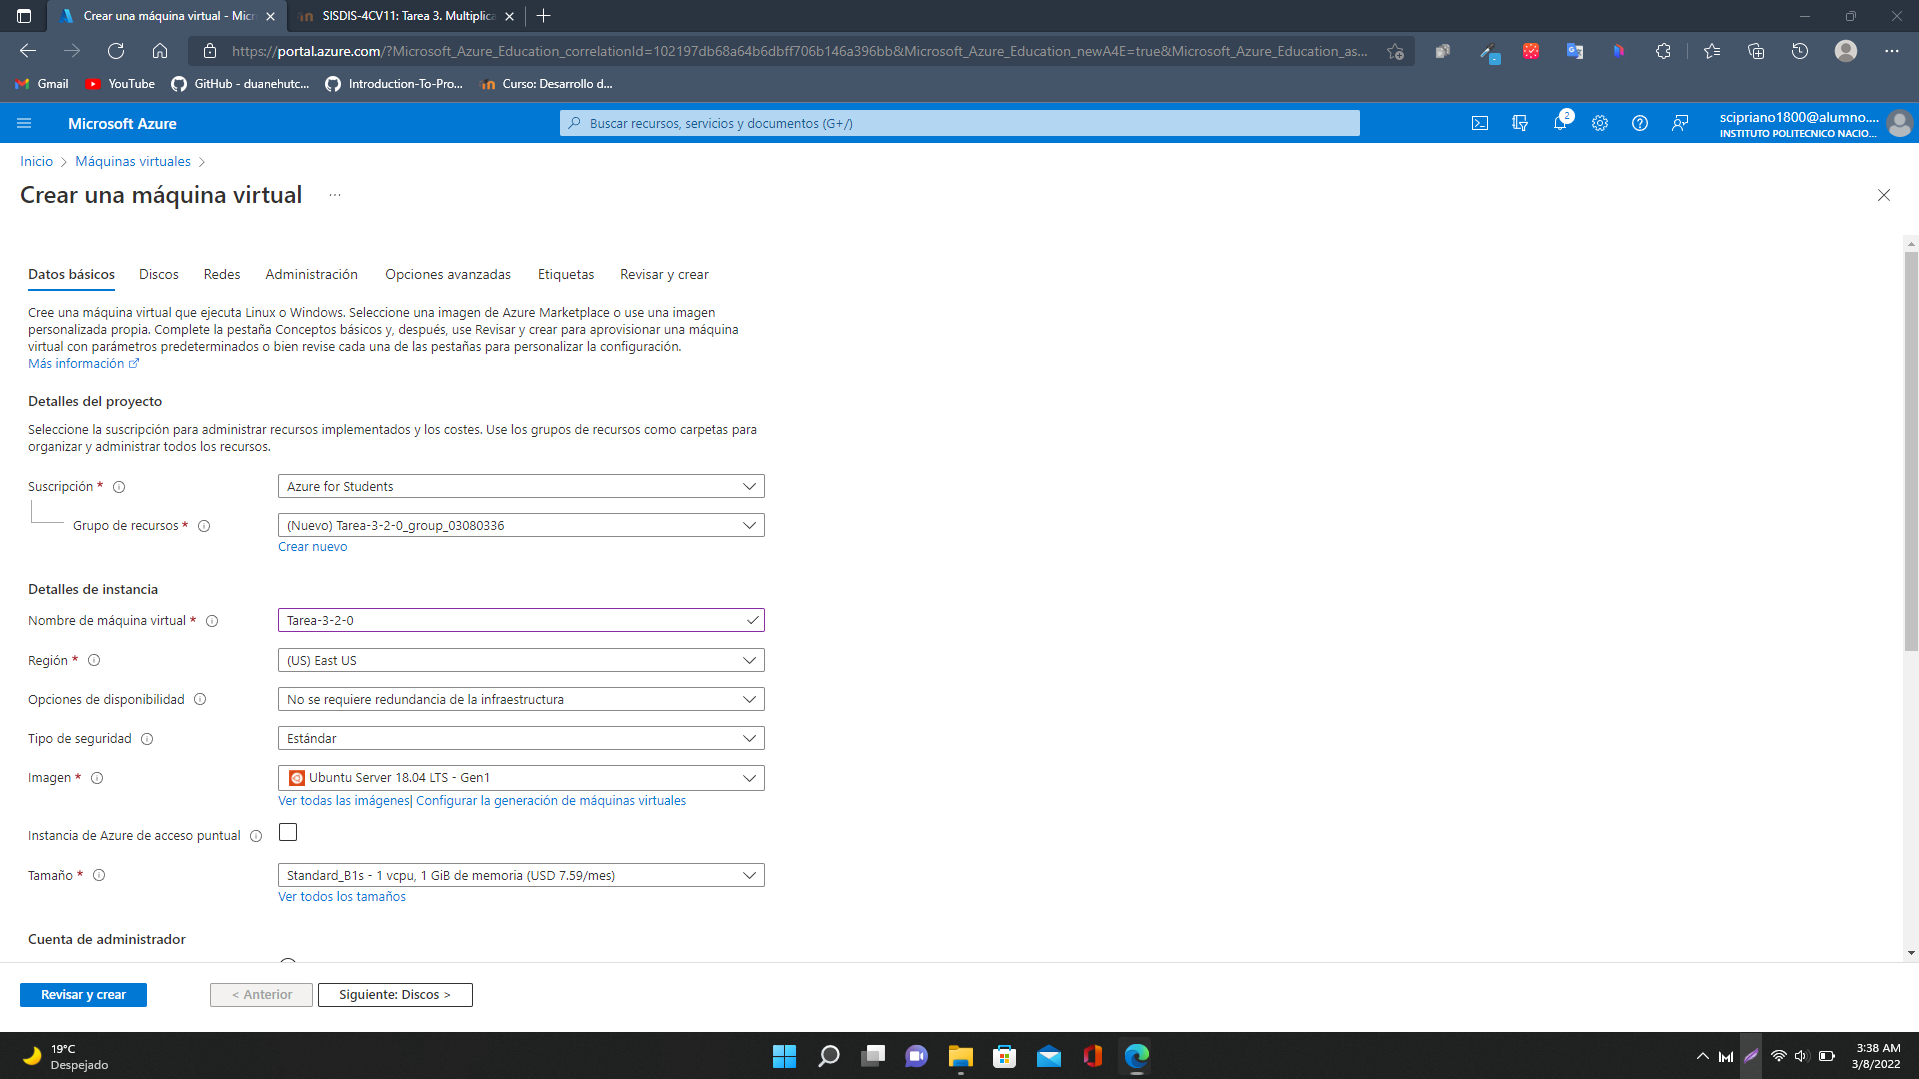 Crear una máquina virtual - Micr
SISDIS-4CV11: Tarea 3. Multiplica
https://portal.azure.com/?Microsoft_Azure_Education_correlationId=102197db68a64b6dbff706b146a396bb&Microsoft_Azure_Education_newA4E=true&Microsoft_Azure_Education_as...
Gmail
YouTube
GitHub - duanehutc...
Introduction-To-Pro...
Curso: Desarrollo d...
Microsoft Azure
Buscar recursos, servicios y documentos (G+/)
2
scipriano1800@alumno....
INSTITUTO POLITECNICO NACIO...
Inicio > Máquinas virtuales >
Crear una máquina virtual ...
Datos básicos Discos Redes Administración Opciones avanzadas Etiquetas Revisar y crear
Cree una máquina virtual que ejecuta Linux o Windows. Seleccione una imagen de Azure Marketplace o use una imagen
personalizada propia. Complete la pestaña Conceptos básicos y, después, use Revisar y crear para aprovisionar una máquina
virtual con parámetros predeterminados o bien revise cada una de las pestañas para personalizar la configuración.
Más información
Detalles del proyecto
Seleccione la suscripción para administrar recursos implementados y los costes. Use los grupos de recursos como carpetas para
organizar y administrar todos los recursos.
Suscripción *
Azure for Students
Grupo de recursos *
(Nuevo) Tarea-3-2-0_group_03080336
Crear nuevo
Detalles de instancia
Nombre de máquina virtual *
Tarea-3-2-0
Región *
(US) East US
Opciones de disponibilidad
No se requiere redundancia de la infraestructura
Tipo de seguridad
Estándar
Imagen *
Ubuntu Server 18.04 LTS - Gen1
Ver todas las imágenes| Configurar la generación de máquinas virtuales
Instancia de Azure de acceso puntual
Tamaño *
Standard_B1s - 1 vcpu, 1 GiB de memoria (USD 7.59/mes)
Ver todos los tamaños
Cuenta de administrador
Revisar y crear
< Anterior
Siguiente: Discos >
19°C
Despejado
3:38 AM
3/8/2022